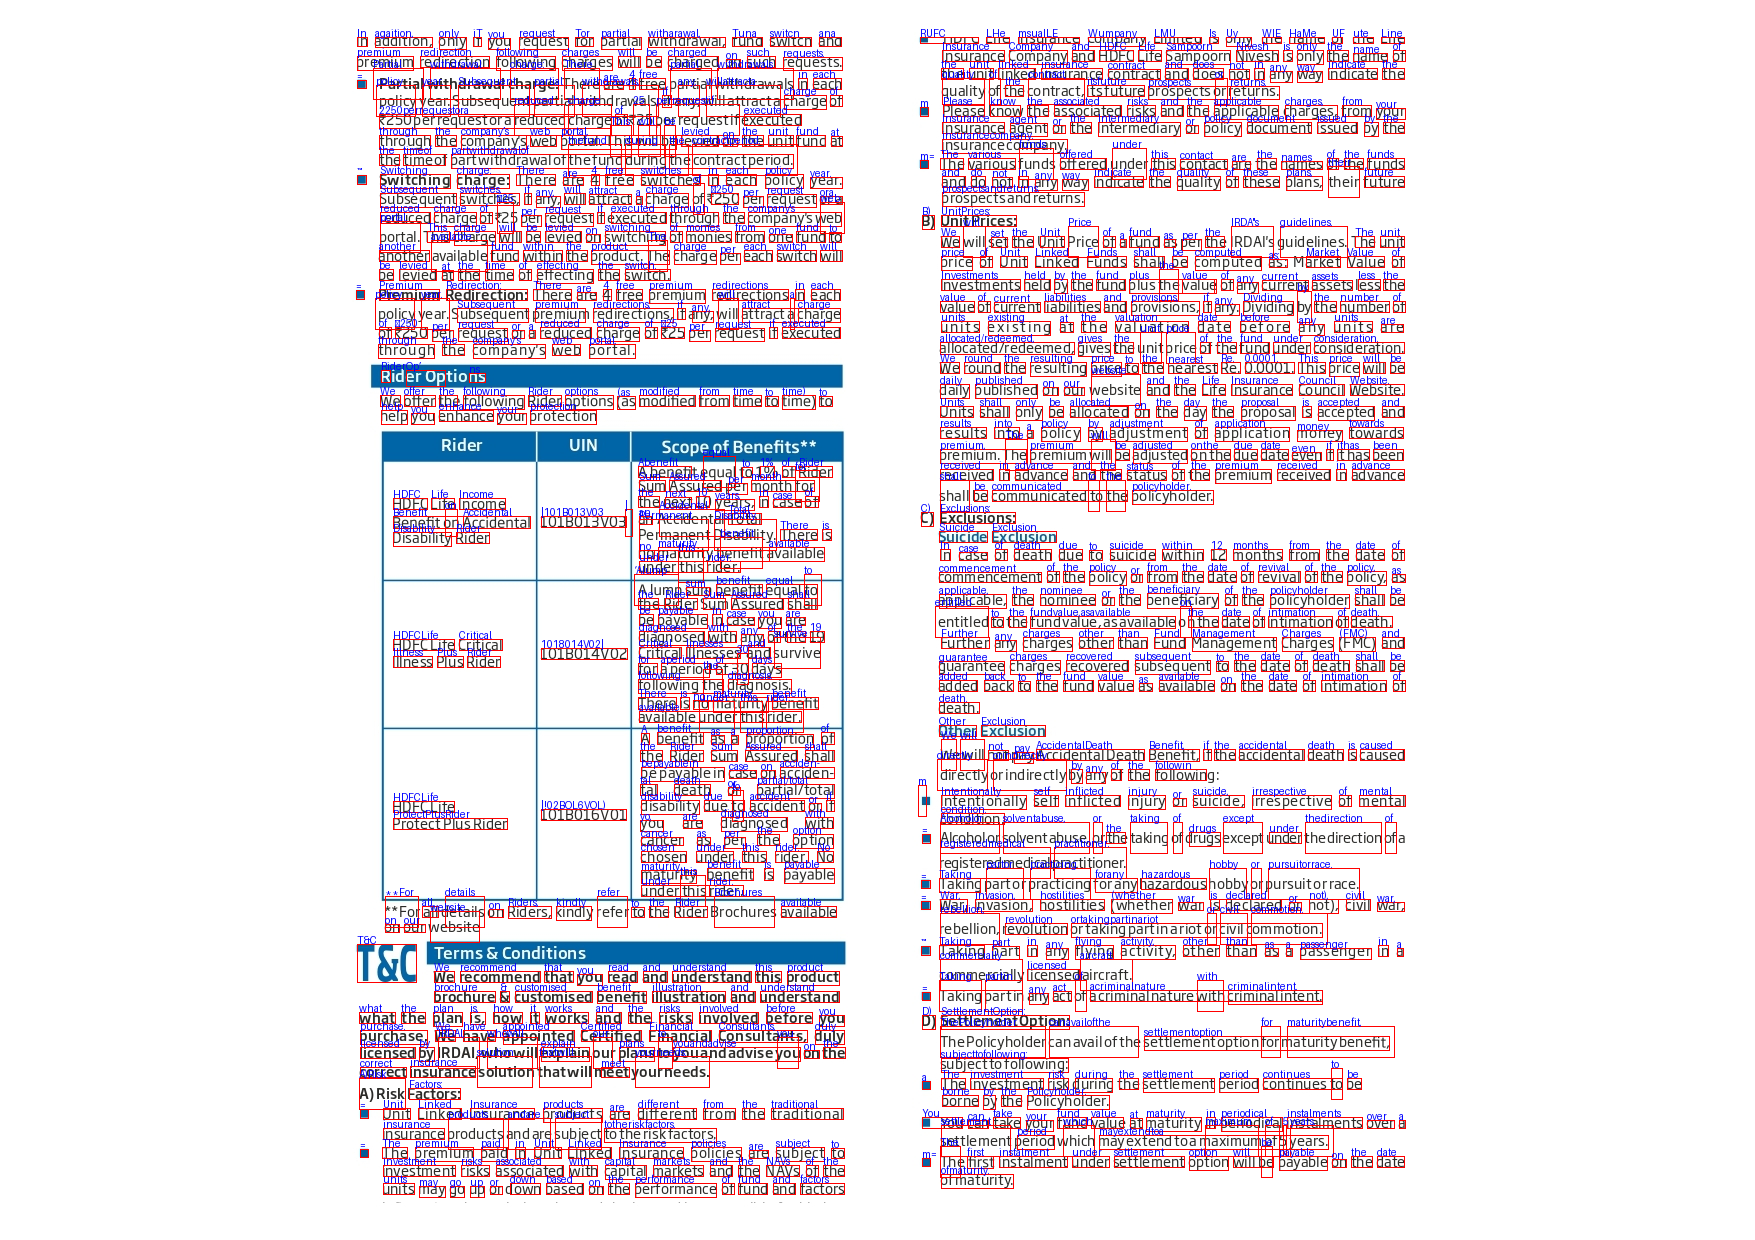 In addition, only if you request for partial withdrawal, fund switch and
premium redirection following charges will be charged on such requests.
Partial withdrawal charge: There are 4 free partial withdrawals in each
policy year. Subsequent partial withdrawals if any will attract a charge of
₹250 per request or a reduced charge of ₹25 per request if executed
through the company's web portal. This will be levied on the unit fund at
the time of part withdrawal of the fund during the contract period.
Switching charge: There are 4 free switches in each policy year.
Subsequent switches, if any, will attract a charge of ₹250 per request or a
reduced charge of ₹25 per request if executed through the company's web
portal. This charge will be levied on switching of monies from one fund to
another available fund within the product. The charge per each switch will
be levied at the time of effecting the switch.
Premium Redirection: There are 4 free premium redirections in each
policy year. Subsequent premium redirections, if any, will attract a charge
of ₹250 per request or a reduced charge of ₹25 per request if executed
through the company's web portal.
Rider Options
We offer the following Rider options (as modified from time to time) to
help you enhance your protection
Rider UIN Scope of Benefits**
HDFC Life Income
Benefit on Accidental
Disability Rider
101B013V03
A benefit equal to 1% of Rider
Sum Assured per month for
the next 10 years, in case of
an Accidental Total
Permanent Disability. There is
no maturity benefit available
under this rider.
HDFC Life Critical
Illness Plus Rider
101B014V02
A lump sum benefit equal to
the Rider Sum Assured shall
be payable in case you are
diagnosed with any of the 19
Critical Illnesses and survive
for a period of 30 days
following the diagnosis.
There is no maturity benefit
available under this rider.
HDFC Life
Protect Plus Rider
101B016V01
A benefit as a proportion of
the Rider Sum Assured shall
be payable in case on acciden-
tal death or partial/total
disability due to accident or if
you are diagnosed with
cancer as per the option
chosen under this rider. No
maturity benefit is payable
under this rider.
**For all details on Riders, kindly refer to the Rider Brochures available
on our website
T&C
Terms & Conditions
We recommend that you read and understand this product
brochure & customised benefit illustration and understand
what the plan is, how it works and the risks involved before you
purchase. We have appointed Certified Financial Consultants, duly
licensed by IRDAI, who will explain our plans to you and advise you on the
correct insurance solution that will meet your needs.
A) Risk Factors:
Unit Linked Insurance products are different from the traditional
insurance products and are subject to the risk factors.
The premium paid in Unit Linked Insurance policies are subject to
investment risks associated with capital markets and the NAVs of the
units may go up or down based on the performance of fund and factors
HDFC Life Insurance Company Limited is only the name of the Life
Insurance Company and HDFC Life Sampoorn Nivesh is only the name of
the unit linked insurance contract and does not in any way indicate the
quality of the contract, its future prospects or returns.
Please know the associated risks and the applicable charges, from your
Insurance agent or the Intermediary or policy document issued by the
insurance company.
The various funds offered under this contact are the names of the funds
and do not in any way indicate the quality of these plans, their future
prospects and returns.
B) Unit Prices:
We will set the Unit Price of a fund as per the IRDAI's guidelines. The unit
price of Unit Linked Funds shall be computed as: Market Value of
Investments held by the fund plus the value of any current assets less the
value of current liabilities and provisions, if any, Dividing by the number of
units existing at the valuation date before any units are
allocated/redeemed, gives the unit price of the fund under consideration.
We round the resulting price to the nearest Re. 0.0001. This price will be
daily published on our website and the Life Insurance Council Website.
Units shall only be allocated on the day the proposal is accepted and
results into a policy by adjustment of application money towards
premium. The premium will be adjusted on the due date even if it has been
received in advance and the status of the premium received in advance
shall be communicated to the policyholder.
C) Exclusions:
Suicide Exclusion
In case of death due to suicide within 12 months from the date of
commencement of the policy or from the date of revival of the policy, as
applicable, the nominee or the beneficiary of the policyholder shall be
entitled to the fund value, as available on the date of intimation of death.
Further any charges other than Fund Management Charges (FMC) and
guarantee charges recovered subsequent to the date of death shall be
added back to the fund value as available on the date of intimation of
death.
Other Exclusion
We will not pay Accidental Death Benefit, if the accidental death is caused
directly or indirectly by any of the following:
Intentionally self inflicted injury or suicide, irrespective of mental
condition.
Alcohol or solvent abuse, or the taking of drugs except under the direction of a
registered medical practitioner.
Taking part or practicing for any hazardous hobby or pursuit or race.
War, invasion, hostilities (whether war is declared or not), civil war,
rebellion, revolution or taking part in a riot or civil commotion.
Taking part in any flying activity, other than as a passenger in a
commercially licensed aircraft.
Taking part in any act of a criminal nature with criminal intent.
D) Settlement Option:
The Policyholder can avail of the settlement option for maturity benefit,
subject to following:
The investment risk during the settlement period continues to be
borne by the Policyholder.
You can take your fund value at maturity in periodical instalments over a
settlement period which may extend to a maximum of 5 years.
The first instalment under settlement option will be payable on the date
of maturity.